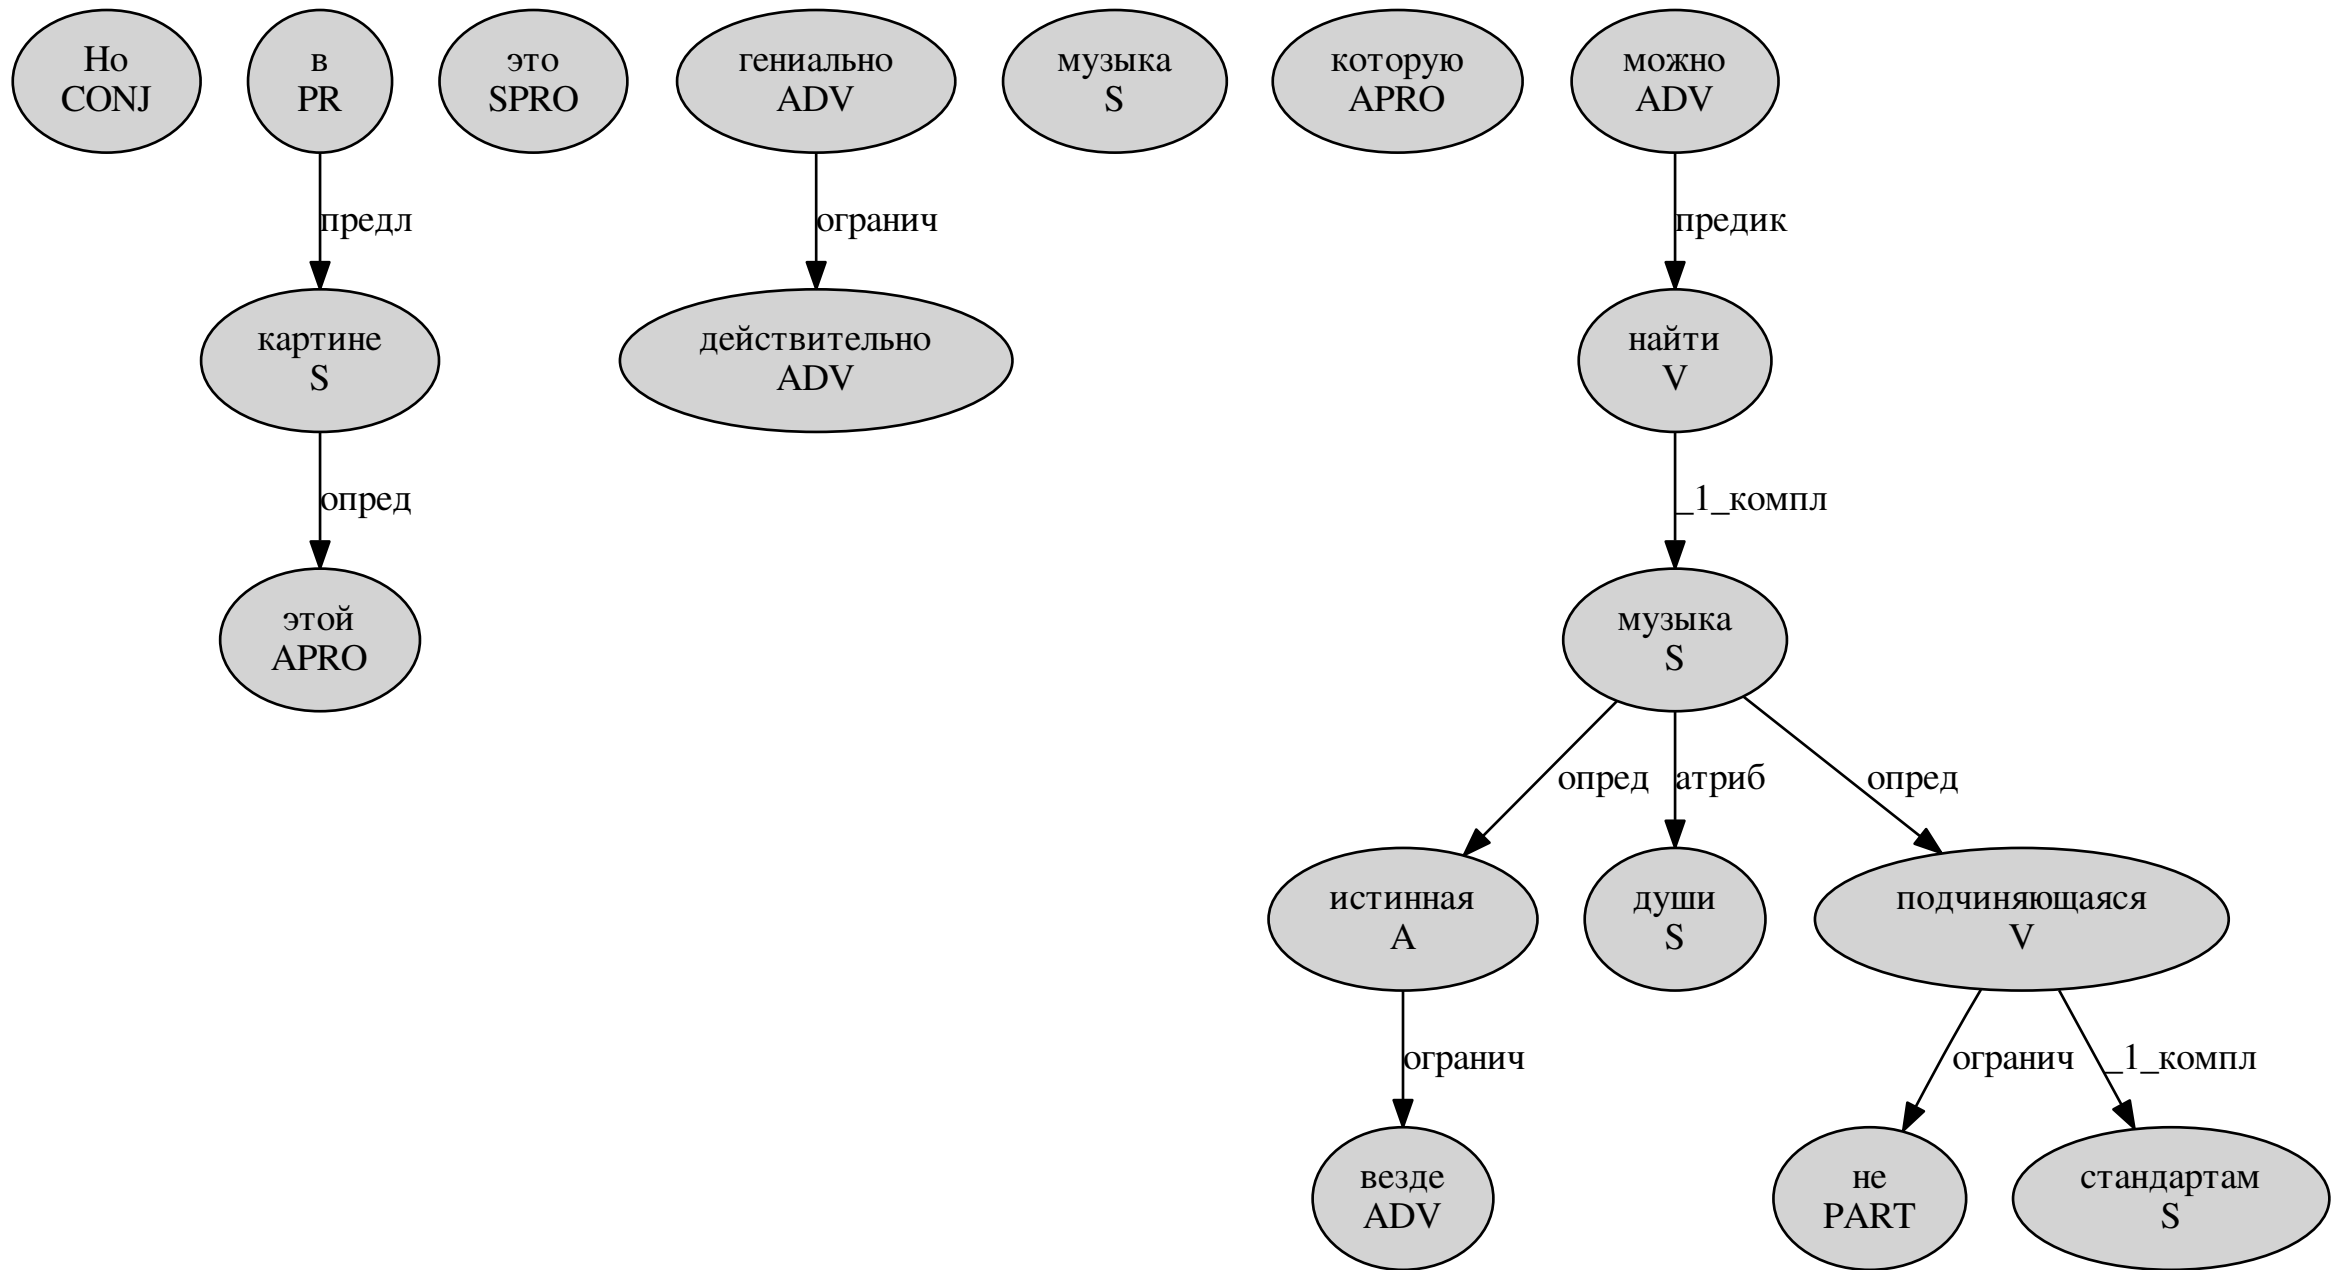 Но
CONJ
в
PR
это
SPRO
гениально
ADV
музыка
S
которую
APRO
можно
ADV
предл
огранич
предик
картине
S
действительно
ADV
найти
V
опред
_1_компл
этой
APRO
музыка
S
опред
атриб
опред
истинная
A
души
S
подчиняющаяся
V
огранич
огранич
_1_компл
везде
ADV
не
PART
стандартам
S